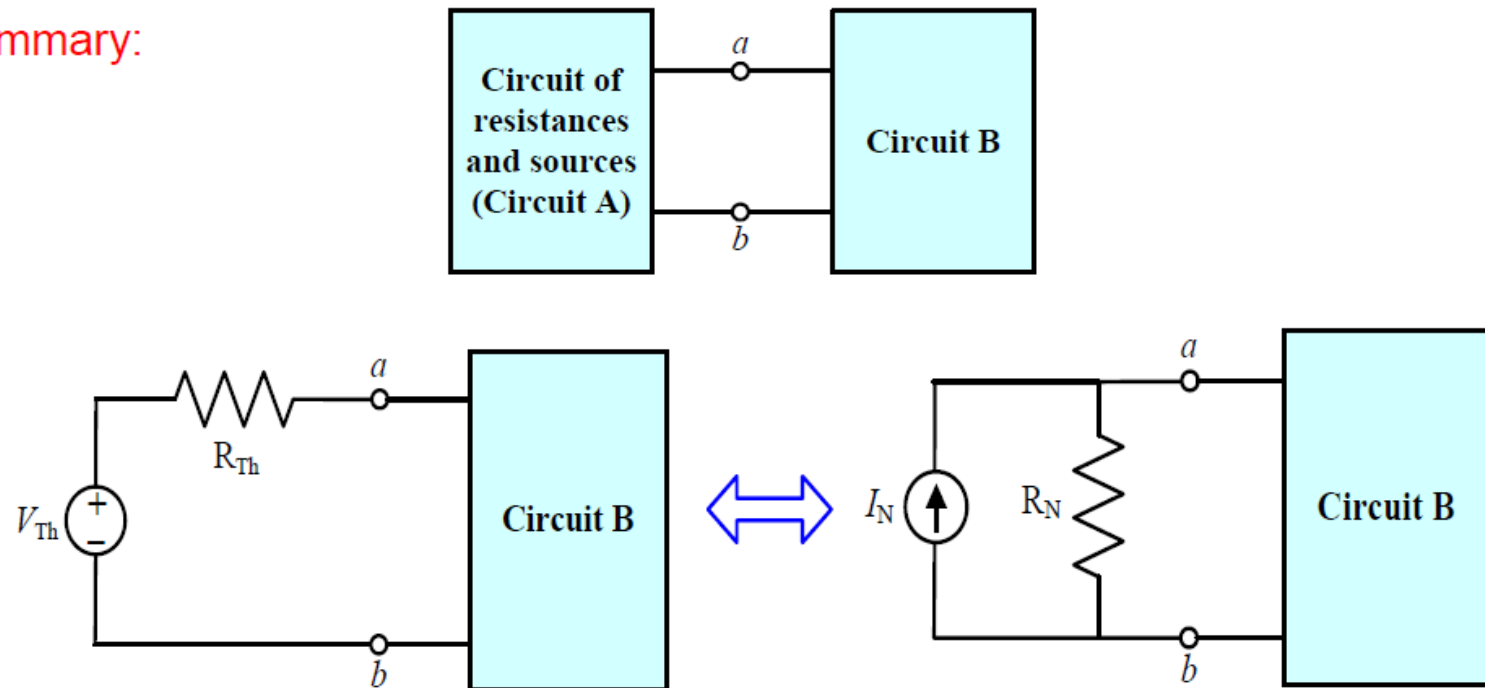 mmary:
Circuit of
resistances
and sources
(Circuit A)
a
b
Circuit B
V_Th
+
−
R_Th
a
b
Circuit B
I_N
R_N
a
b
Circuit B